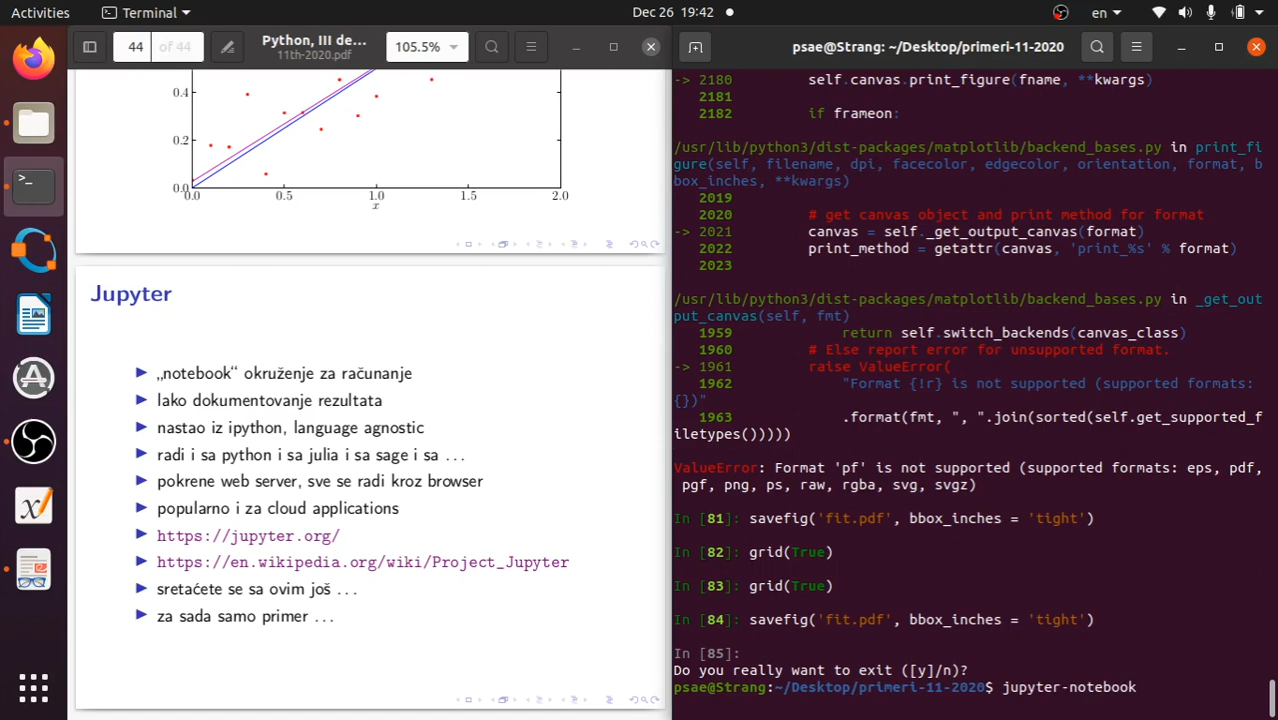 Activities
Terminal
Dec 26 19:42
en
44
of 44
Python, III de...
11th-2020.pdf
105.5%
0.4
0.2
0.0
0.0
0.5
1.0
1.5
2.0
x
Jupyter
„notebook“ okruženje za računanje
lako dokumentovanje rezultata
nastao iz ipython, language agnostic
radi i sa python i sa julia i sa sage i sa ...
pokrene web server, sve se radi kroz browser
popularno i za cloud applications
https://jupyter.org/
https://en.wikipedia.org/wiki/Project_Jupyter
sretaćete se sa ovim još ...
za sada samo primer ...
psae@Strang: ~/Desktop/primeri-11-2020
-> 2180 self.canvas.print_figure(fname, **kwargs)
2181
2182 if frameon:
/usr/lib/python3/dist-packages/matplotlib/backend_bases.py in print_fi
gure(self, filename, dpi, facecolor, edgecolor, orientation, format, b
box_inches, **kwargs)
2019
2020 # get canvas object and print method for format
-> 2021 canvas = self._get_output_canvas(format)
2022 print_method = getattr(canvas, 'print_%s' % format)
2023
/usr/lib/python3/dist-packages/matplotlib/backend_bases.py in _get_out
put_canvas(self, fmt)
1959 return self.switch_backends(canvas_class)
1960 # Else report error for unsupported format.
-> 1961 raise ValueError(
1962 "Format {!r} is not supported (supported formats:
{})"
1963 .format(fmt, ", ".join(sorted(self.get_supported_f
iletypes()))))
ValueError: Format 'pf' is not supported (supported formats: eps, pdf,
pgf, png, ps, raw, rgba, svg, svgz)
In [81]: savefig('fit.pdf', bbox_inches = 'tight')
In [82]: grid(True)
In [83]: grid(True)
In [84]: savefig('fit.pdf', bbox_inches = 'tight')
In [85]:
Do you really want to exit ([y]/n)?
psae@Strang:~/Desktop/primeri-11-2020$ jupyter-notebook